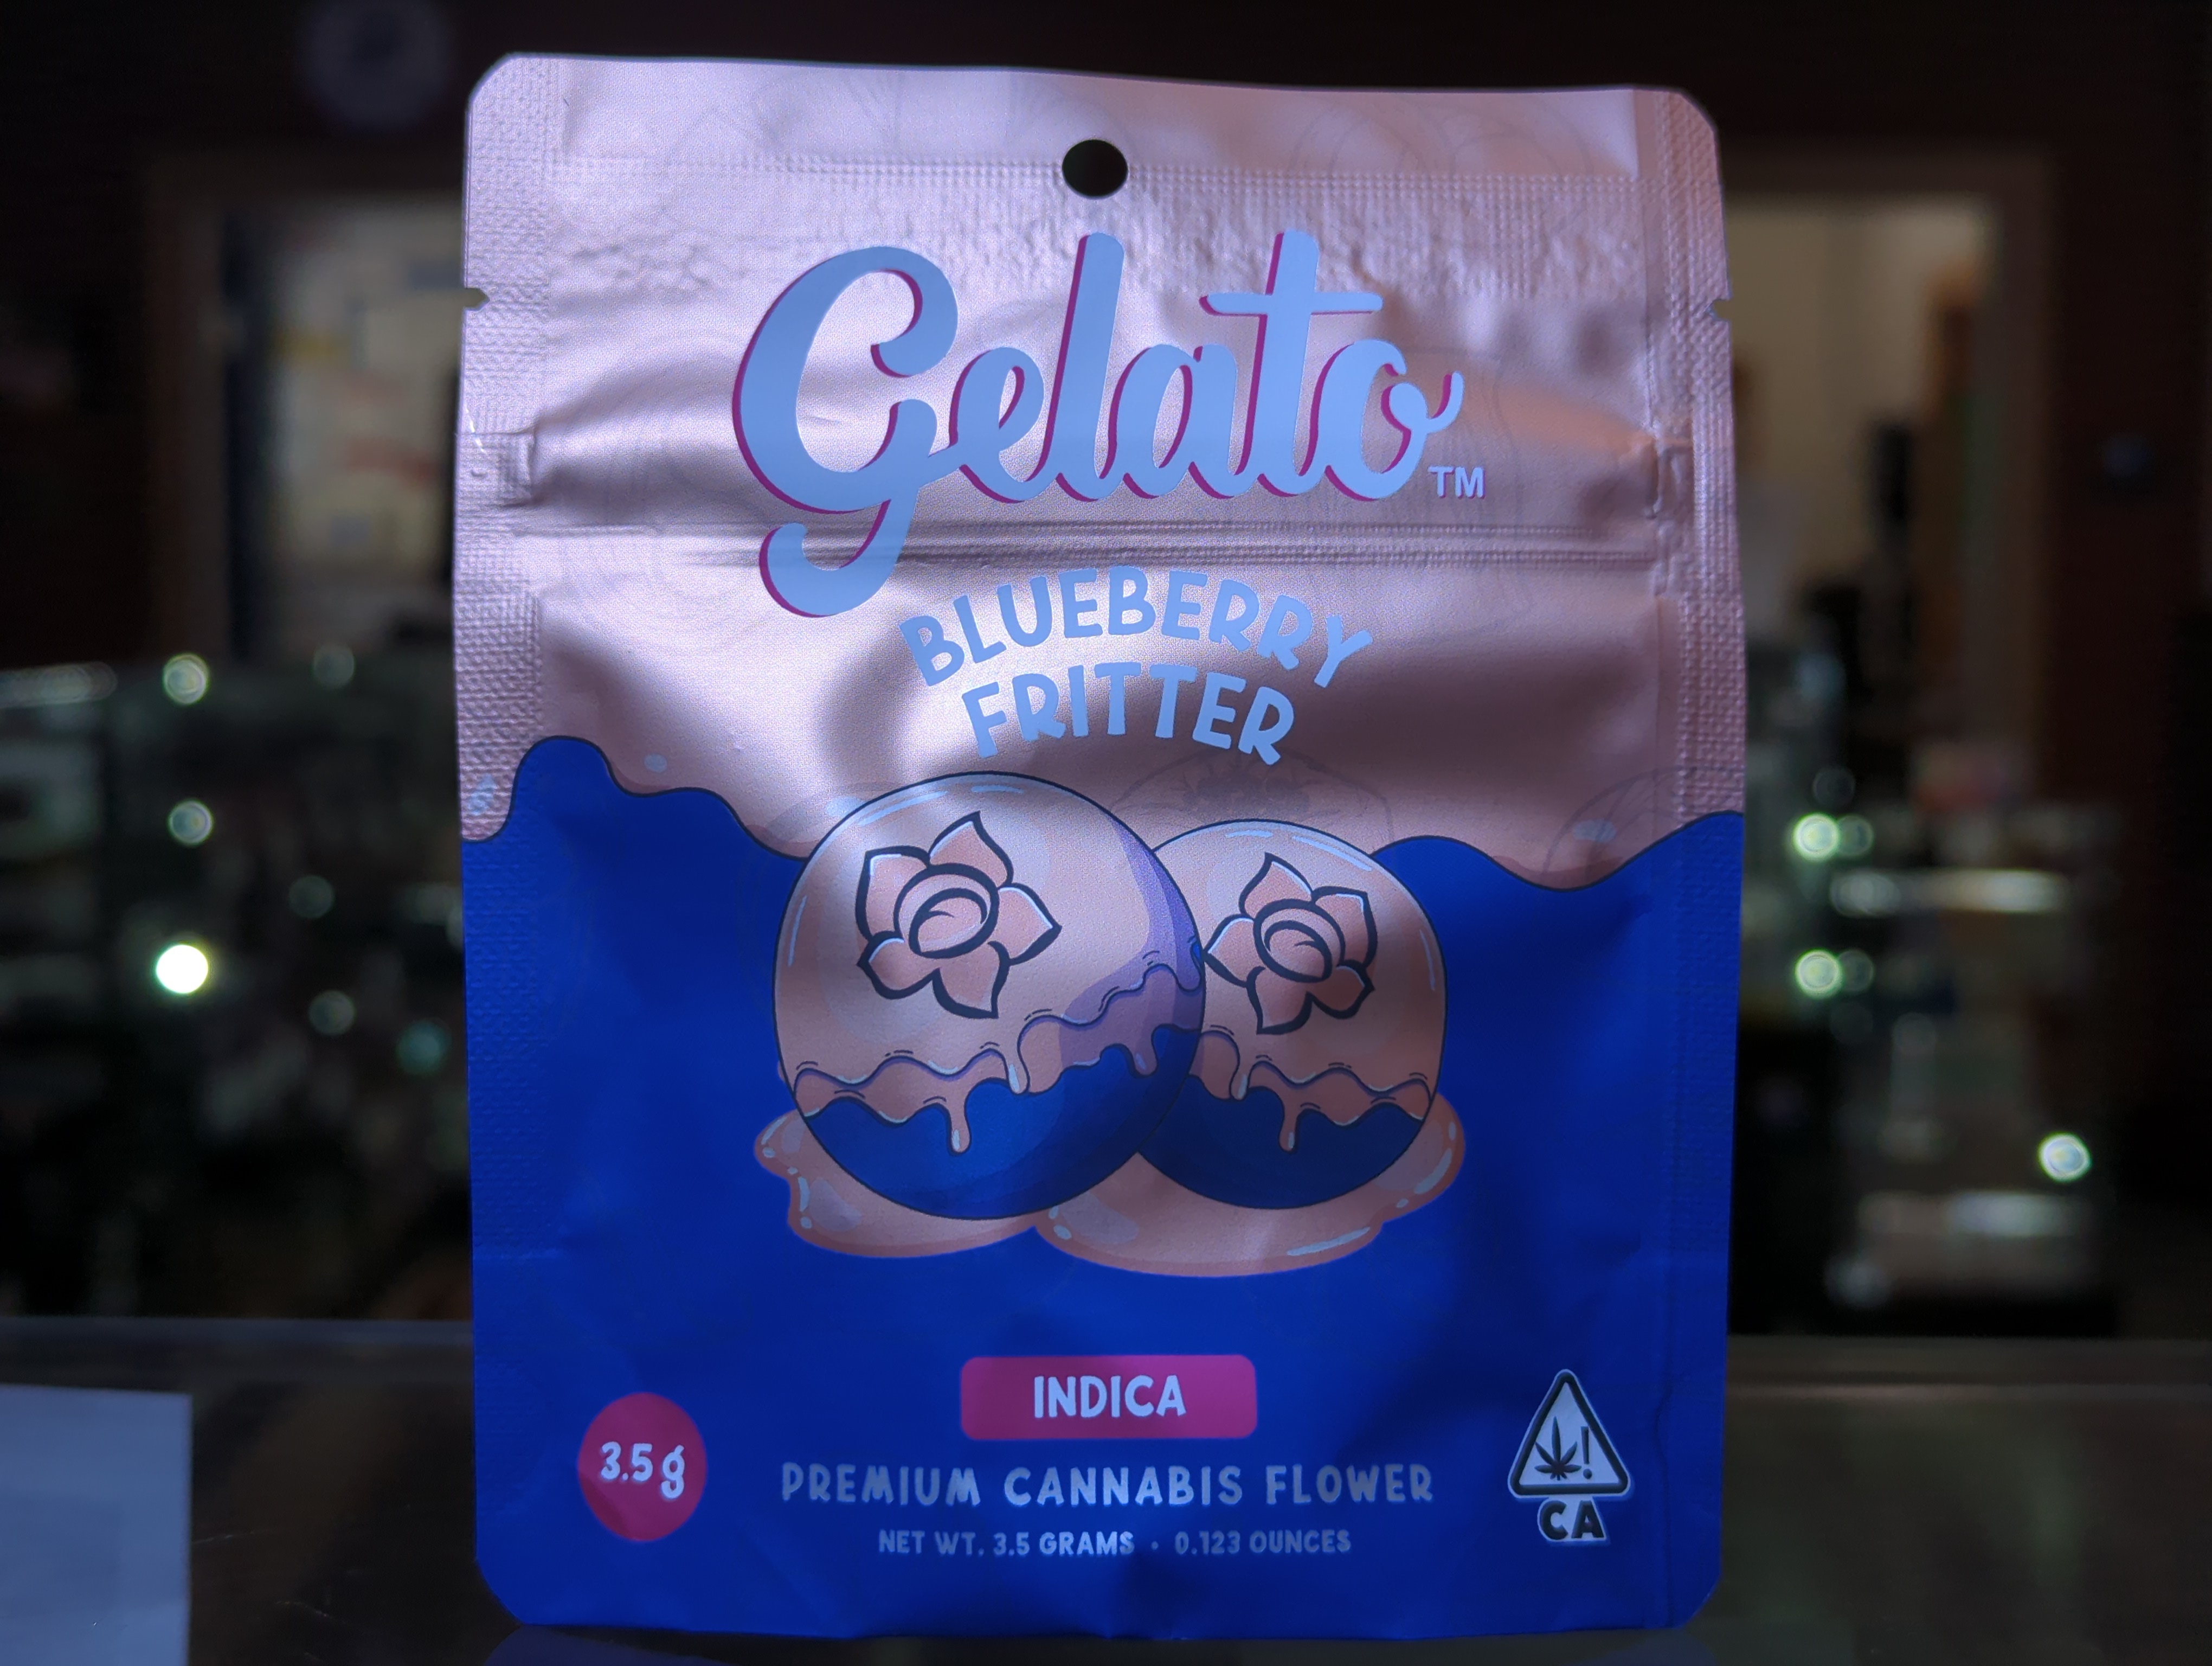 Gelato™
BLUEBERRY
FRITTER
INDICA
3.5g
PREMIUM CANNABIS FLOWER
NET WT. 3.5 GRAMS · 0.123 OUNCES
!
CA